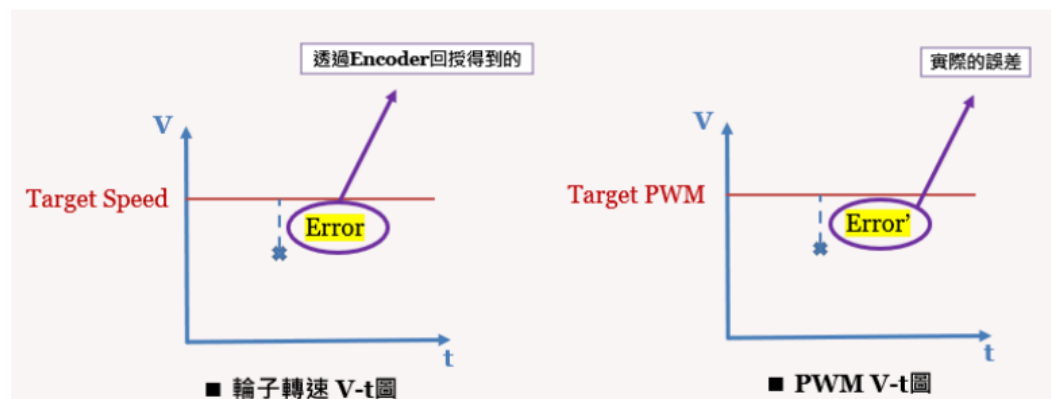 透過Encoder回授得到的
V
Target Speed
Error
t
■ 輪子轉速 V-t圖
實際的誤差
V
Target PWM
Error’
t
■ PWM V-t圖